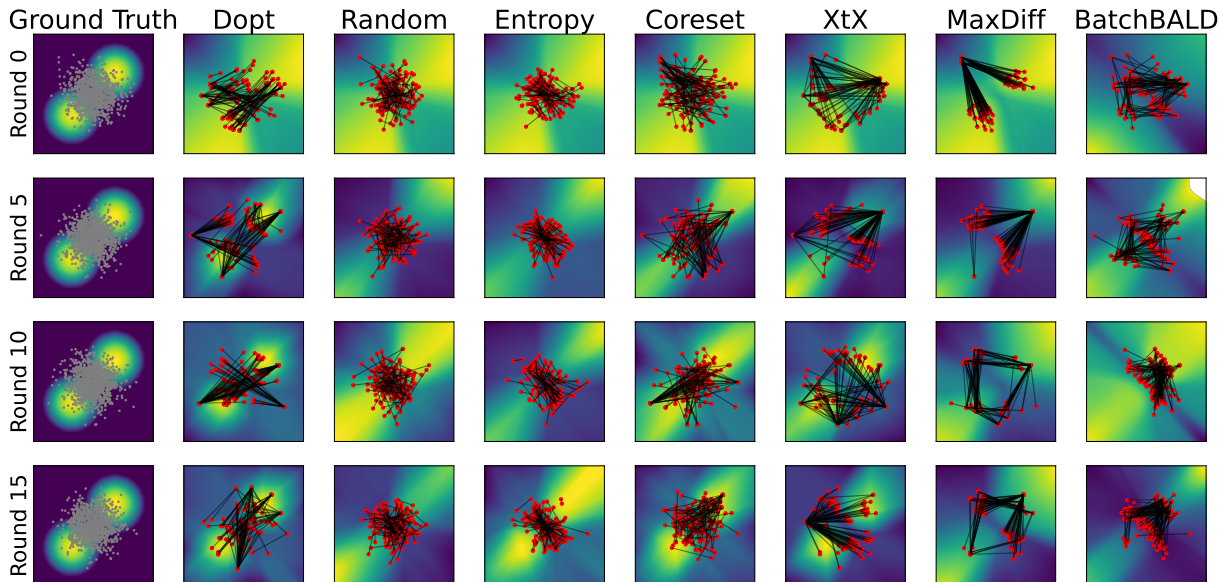 Ground Truth Dopt Random Entropy Coreset XtX MaxDiff BatchBALD
Round 0
Round 5
Round 10
Round 15